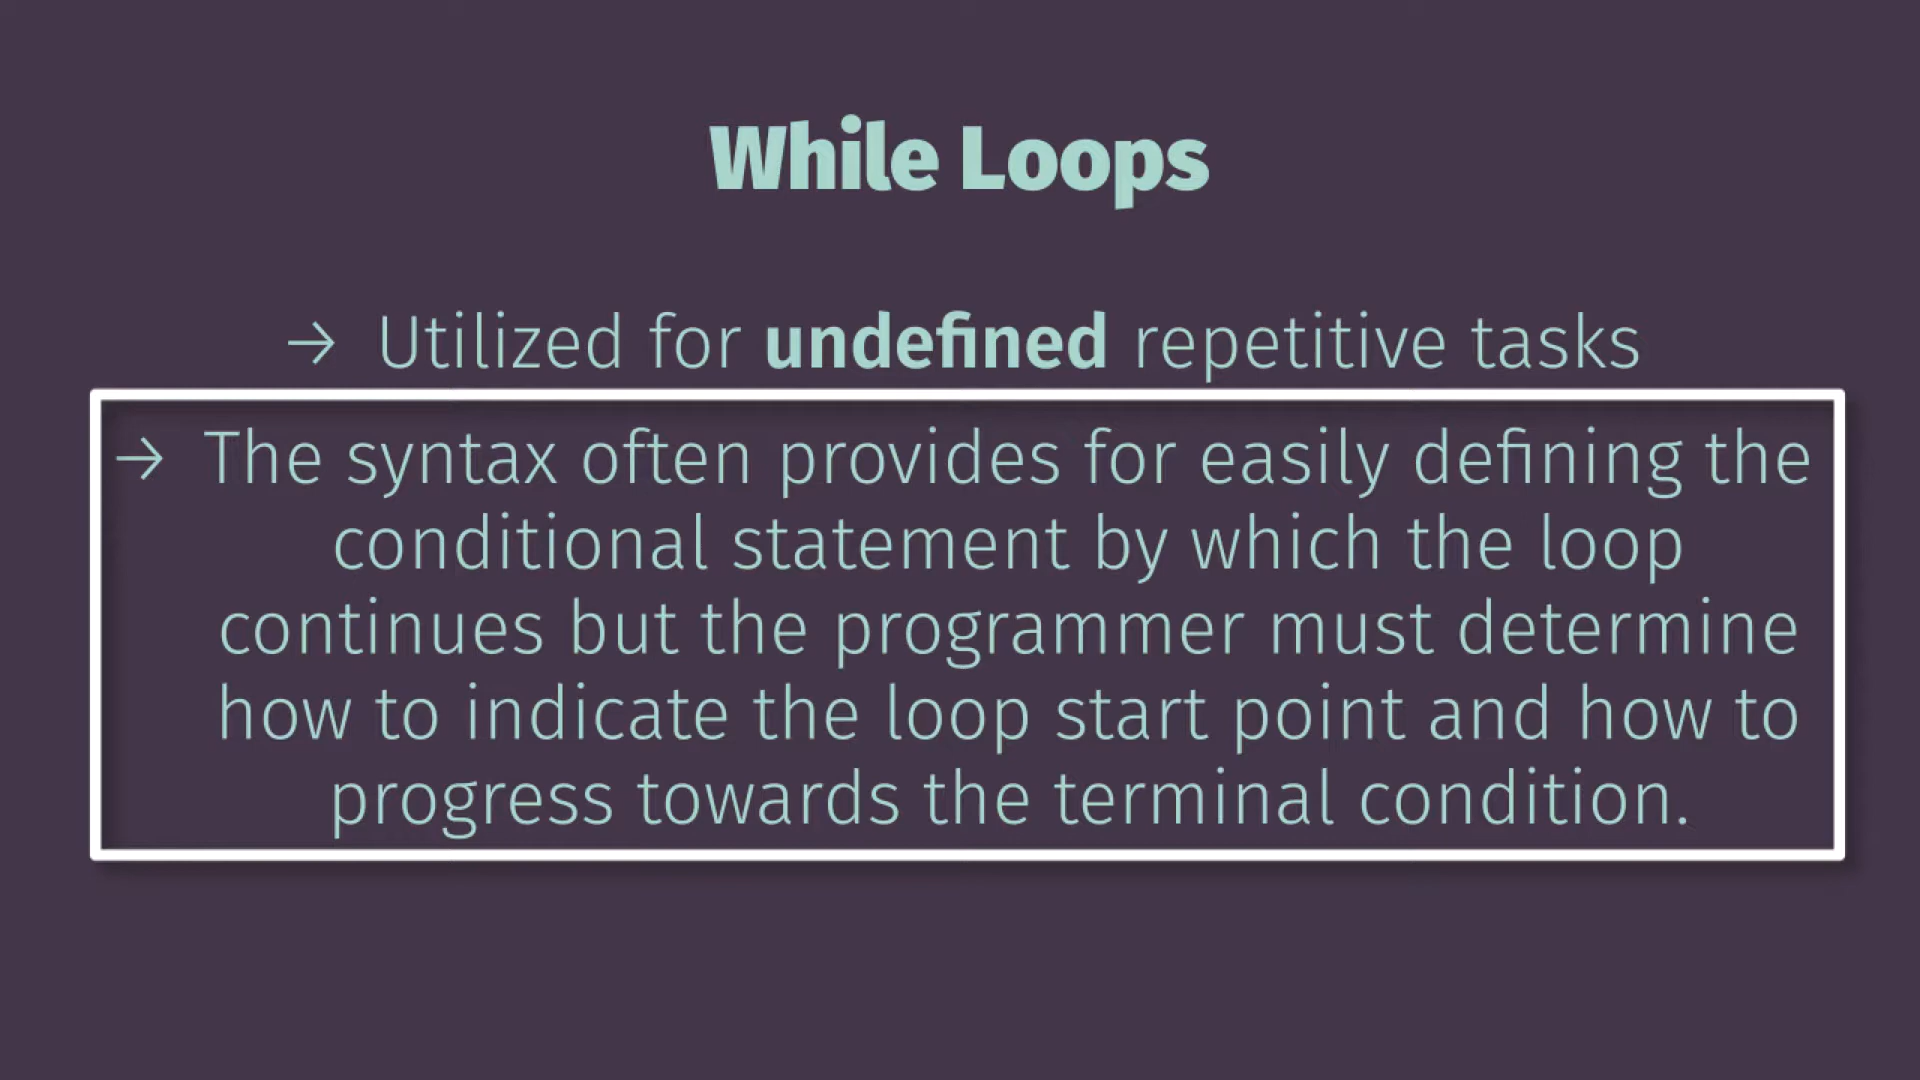 While Loops
→ Utilized for undefined repetitive tasks
→ The syntax often provides for easily defining the
conditional statement by which the loop
continues but the programmer must determine
how to indicate the loop start point and how to
progress towards the terminal condition.